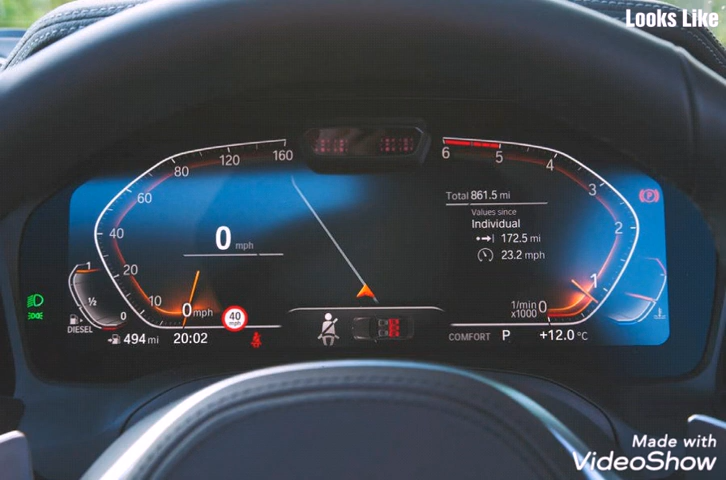 Looks Like
160
120
80
60
40
20
10
0 mph
6
5
4
3
2
1
0
1/min
x1000
0 mph
Total 861.5 mi
Values since
Individual
172.5 mi
23.2 mph
P
1
½
0
DIESEL
40
mph
494 mi
20:02
COMFORT P +12.0 °C
Made with
VideoShow